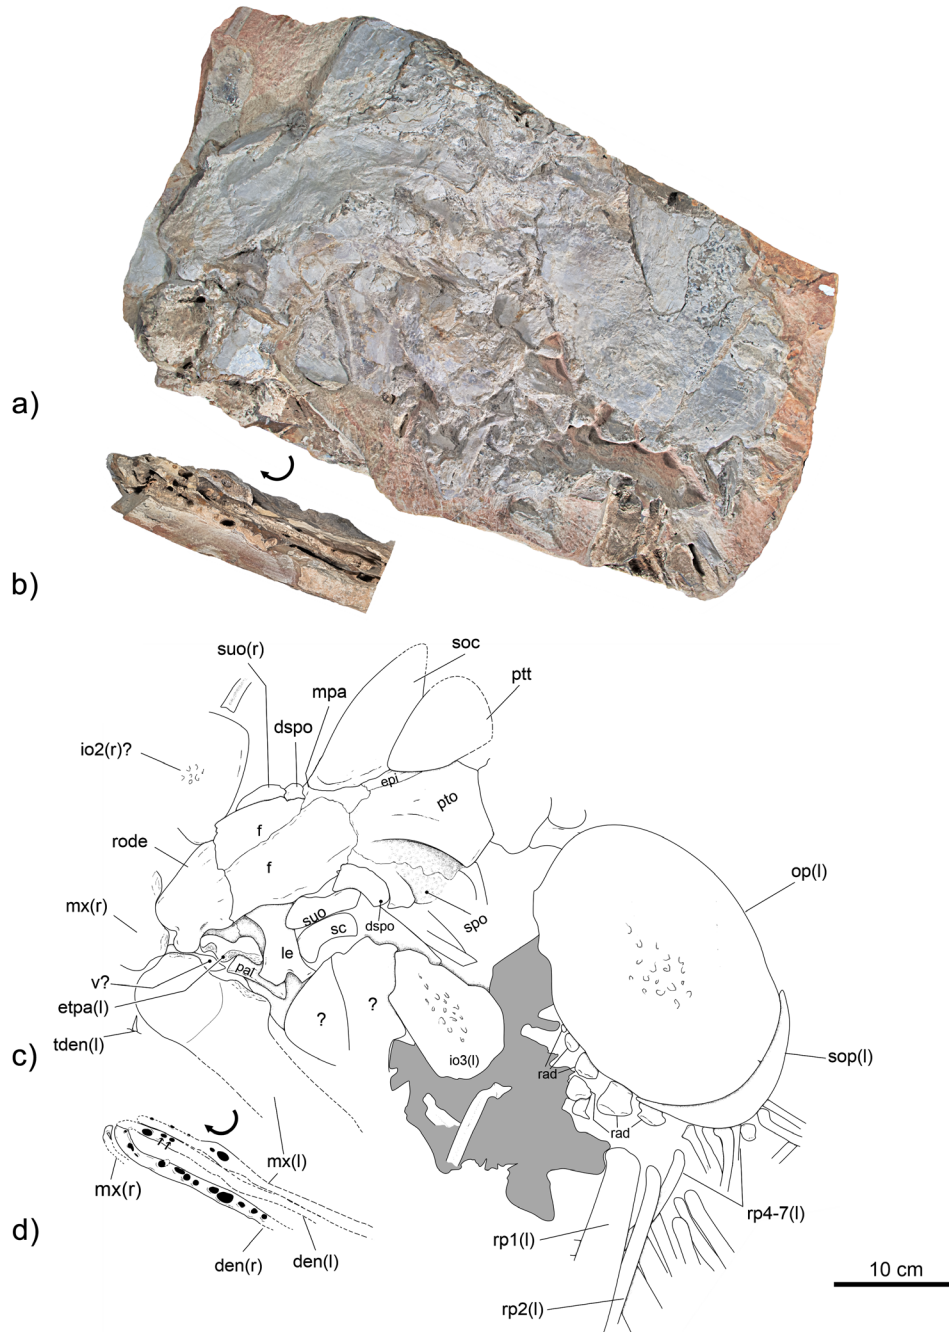 a)
b)
suo(r)
soc
mpa
ptt
dspo
io2(r)?
epi
pto
f
rode
f
op(l)
mx(r)
suo
dspo
spo
sc
le
pal
v?
?
?
etpa(l)
tden(l)
io3(l)
c)
rad
sop(l)
rad
mx(l)
mx(r)
rp4-7(l)
d)
den(r)
den(l)
rp1(l)
10 cm
rp2(l)